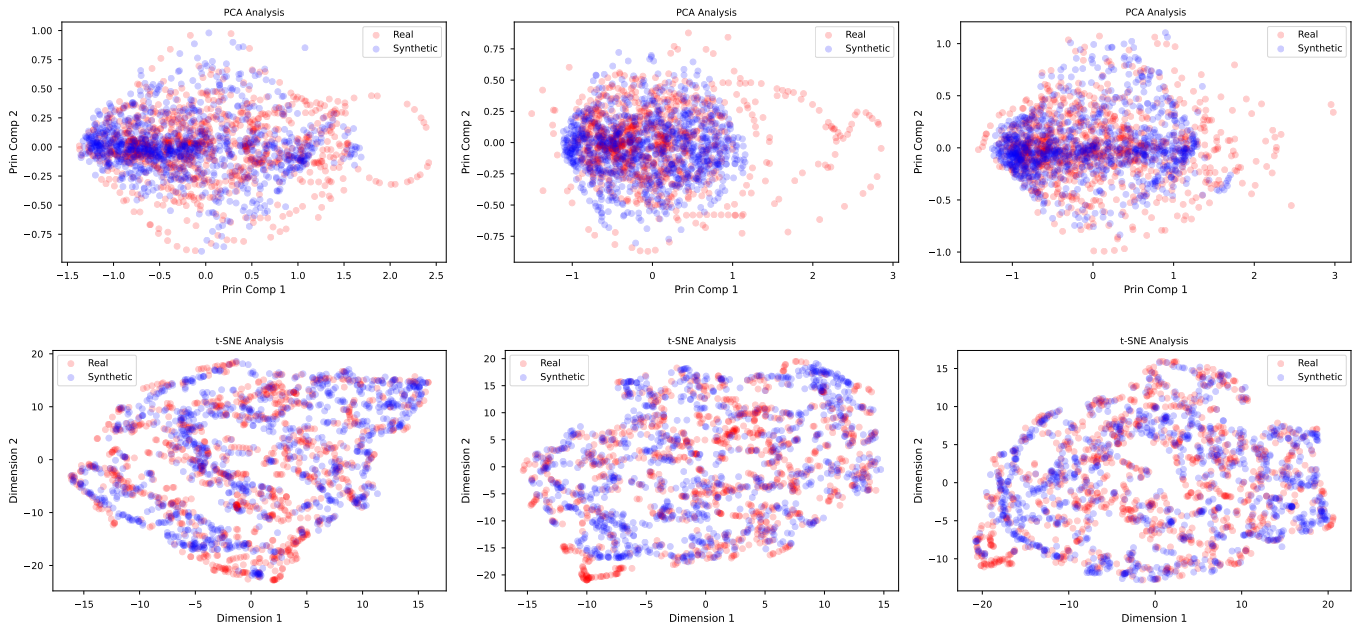 PCA Analysis
Real
Synthetic
1.00
0.75
0.50
0.25
0.00
−0.25
−0.50
−0.75
Prin Comp 2
−1.5 −1.0 −0.5 0.0 0.5 1.0 1.5 2.0 2.5
Prin Comp 1
PCA Analysis
Real
Synthetic
0.75
0.50
0.25
0.00
−0.25
−0.50
−0.75
Prin Comp 2
−1 0 1 2 3
Prin Comp 1
PCA Analysis
Real
Synthetic
1.0
0.5
0.0
−0.5
−1.0
Prin Comp 2
−1 0 1 2 3
Prin Comp 1
t-SNE Analysis
Real
Synthetic
20
10
0
−10
−20
Dimension 2
−15 −10 −5 0 5 10 15
Dimension 1
t-SNE Analysis
Real
Synthetic
20
15
10
5
0
−5
−10
−15
−20
Dimension 2
−15 −10 −5 0 5 10 15
Dimension 1
t-SNE Analysis
Real
Synthetic
15
10
5
0
−5
−10
Dimension 2
−20 −10 0 10 20
Dimension 1